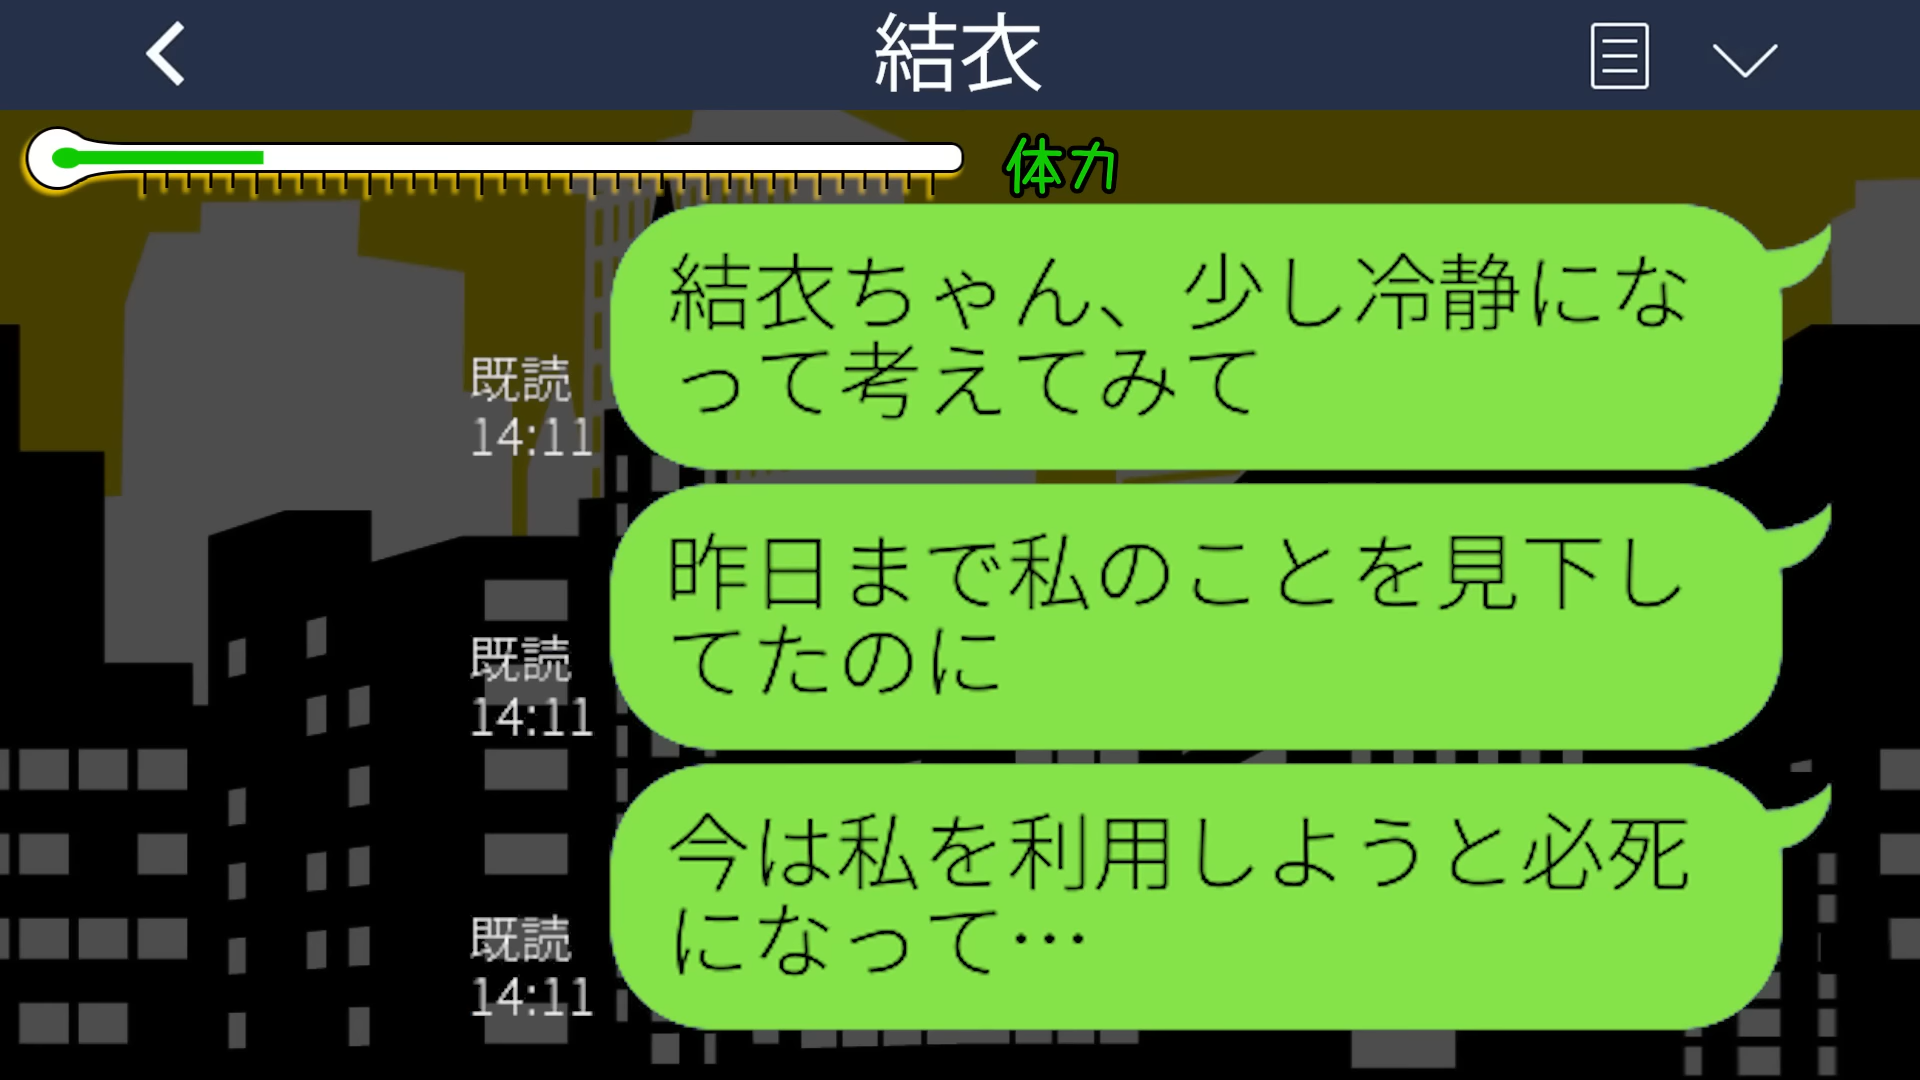 結衣
体力
結衣ちゃん、少し冷静にな
って考えてみて
既読
14:11
昨日まで私のことを見下し
てたのに
既読
14:11
今は私を利用しようと必死
になって…
既読
14:11